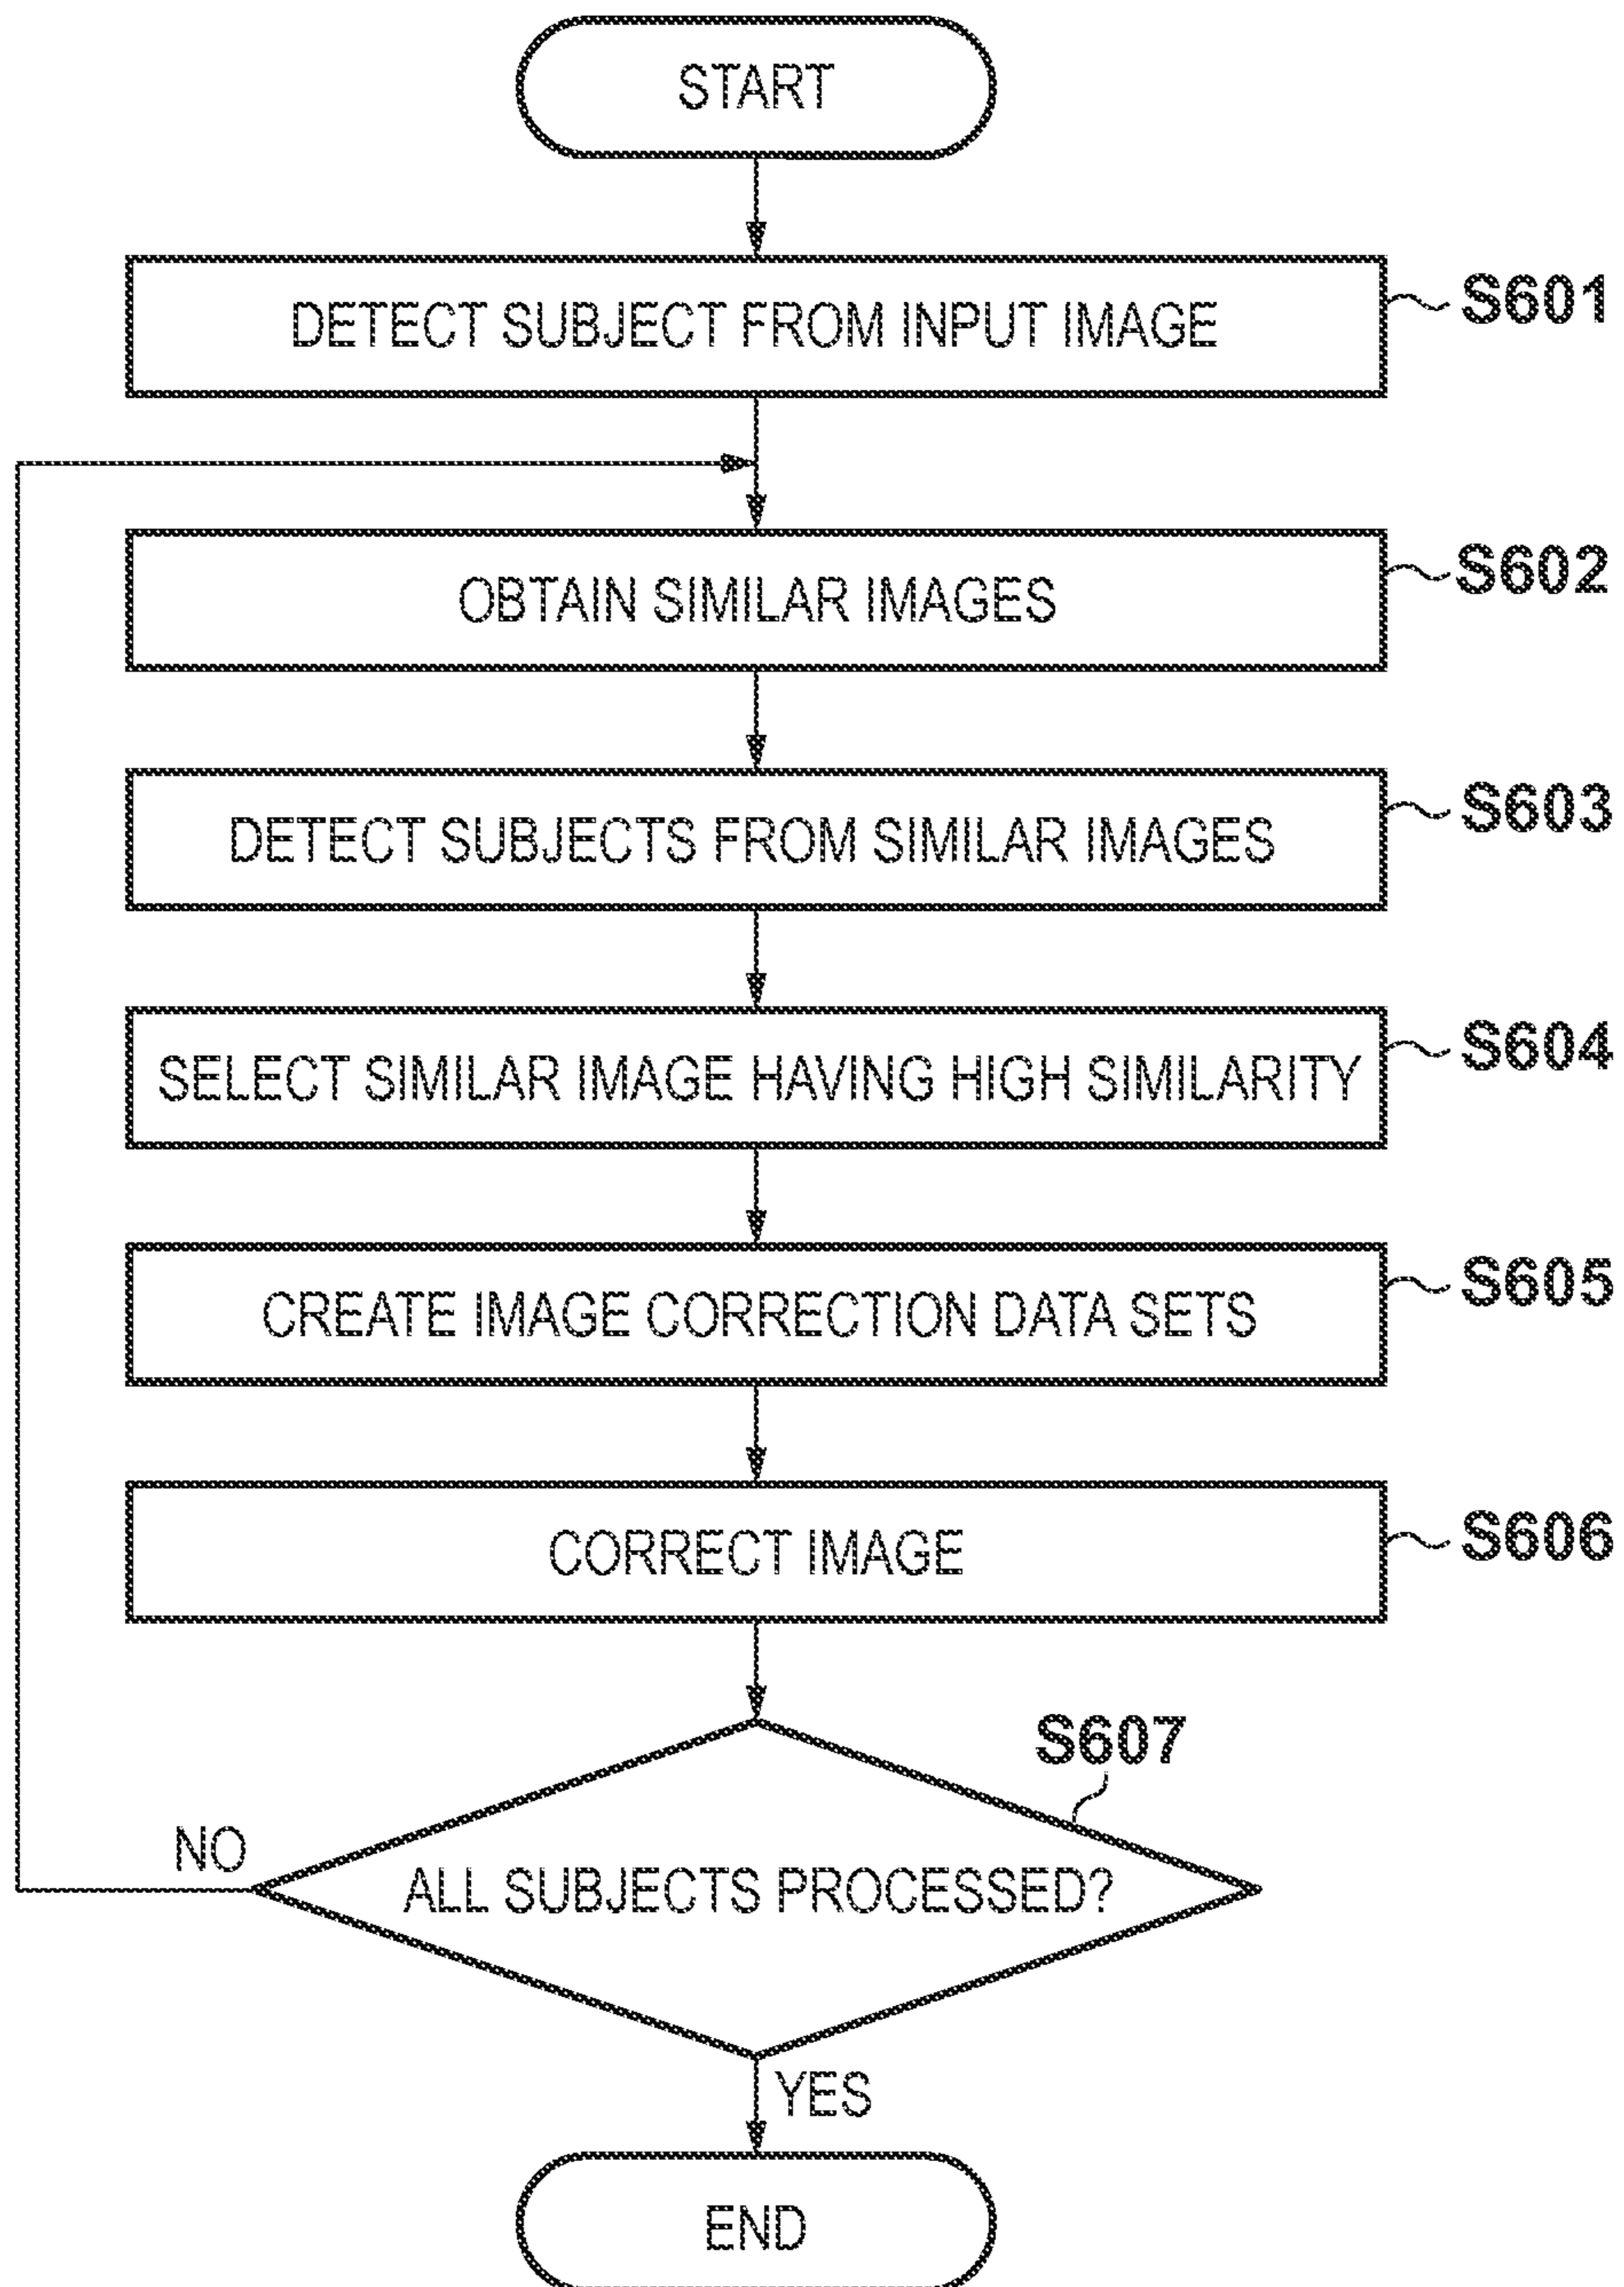 START
DETECT SUBJECT FROM INPUT IMAGE
S601
OBTAIN SIMILAR IMAGES
S602
DETECT SUBJECTS FROM SIMILAR IMAGES
S603
SELECT SIMILAR IMAGE HAVING HIGH SIMILARITY
S604
CREATE IMAGE CORRECTION DATA SETS
S605
CORRECT IMAGE
S606
S607
NO
ALL SUBJECTS PROCESSED?
YES
END